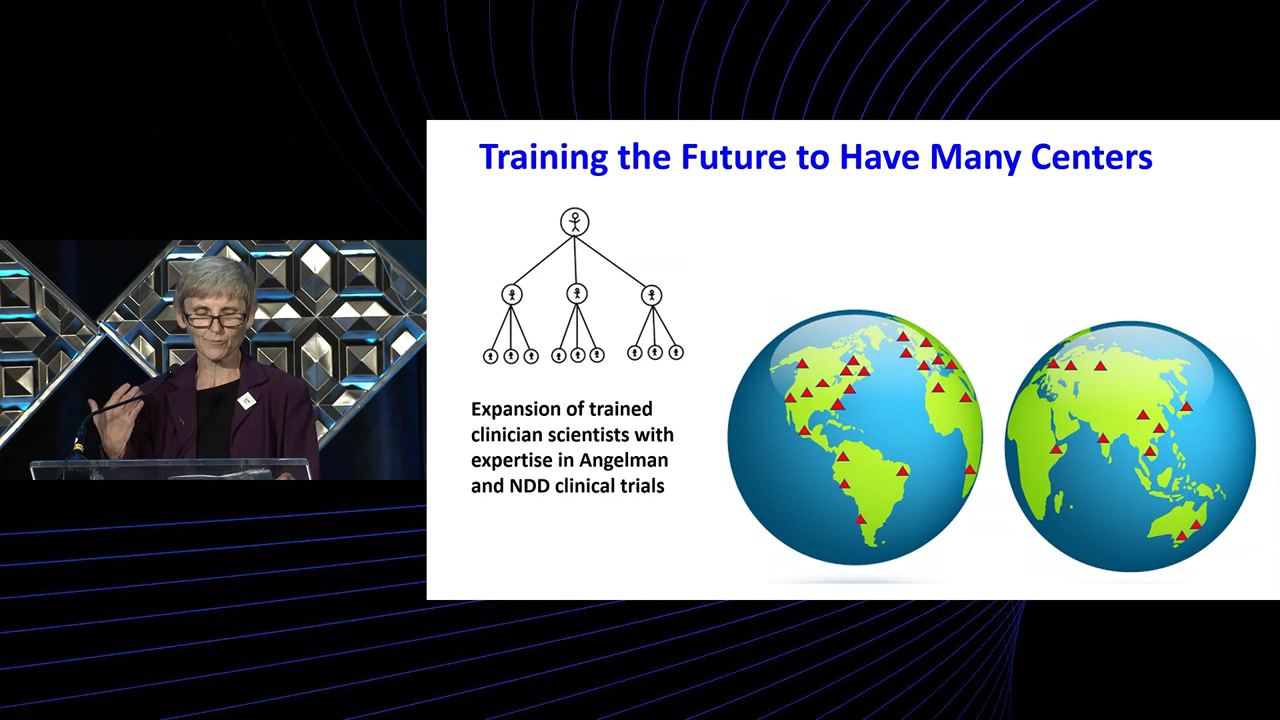 Training the Future to Have Many Centers
Expansion of trained
clinician scientists with
expertise in Angelman
and NDD clinical trials